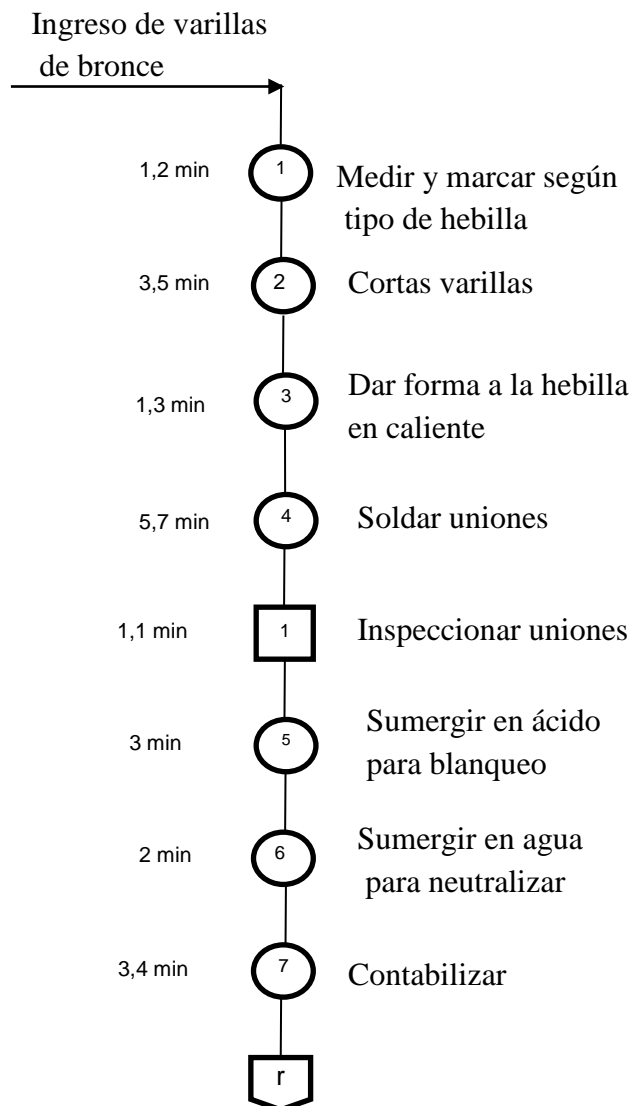 Ingreso de varillas
de bronce
1,2 min
1
Medir y marcar según
tipo de hebilla
3,5 min
2
Cortas varillas
1,3 min
3
Dar forma a la hebilla
en caliente
5,7 min
4
Soldar uniones
1,1 min
1
Inspeccionar uniones
3 min
5
Sumergir en ácido
para blanqueo
2 min
6
Sumergir en agua
para neutralizar
3,4 min
7
Contabilizar
r